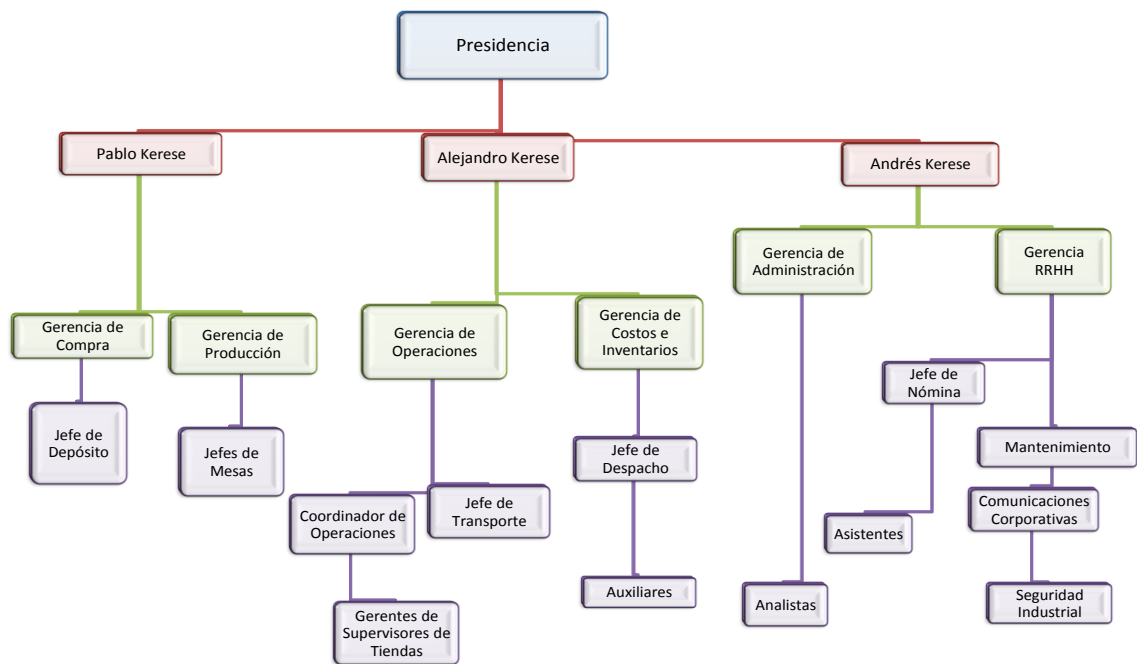 Presidencia
Pablo Kerese
Alejandro Kerese
Andrés Kerese
Gerencia de
Administración
Gerencia
RRHH
Gerencia de
Compra
Gerencia de
Producción
Gerencia de
Operaciones
Gerencia de
Costos e
Inventarios
Jefe de
Nómina
Jefe de
Depósito
Jefes de
Mesas
Jefe de
Despacho
Mantenimiento
Coordinador de
Operaciones
Jefe de
Transporte
Comunicaciones
Corporativas
Asistentes
Auxiliares
Analistas
Seguridad
Industrial
Gerentes de
Supervisores de
Tiendas